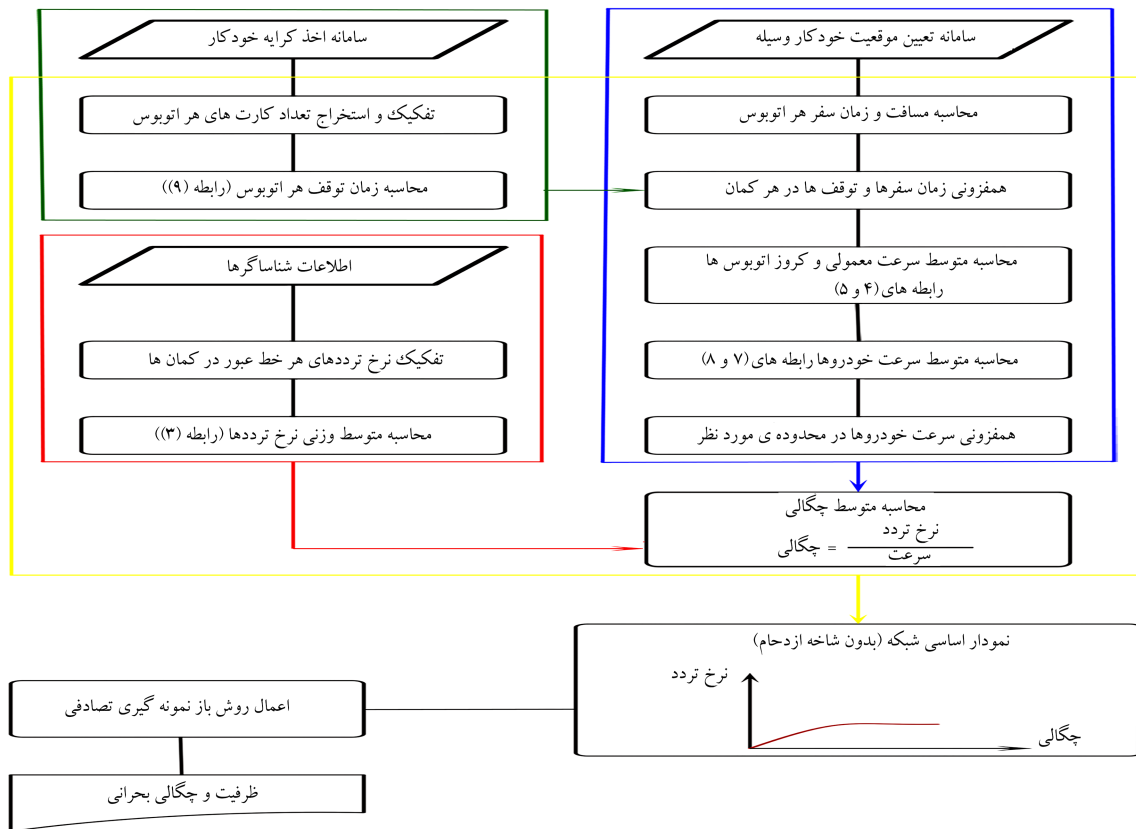 سامانه تعیین موقعیت خودکار وسیله
محاسبه مسافت و زمان سفر هر اتوبوس
همفزونی زمان سفرها و توقف ها در هر کمان
محاسبه متوسط سرعت معمولی و کروز اتوبوس ها
رابطه های (۴ و ۵)
محاسبه متوسط سرعت خودروها رابطه های (۷ و ۸)
همفزونی سرعت خودروها در محدوده ی مورد نظر
سامانه اخذ کرایه خودکار
تفکیک و استخراج تعداد کارت های هر اتوبوس
محاسبه زمان توقف هر اتوبوس (رابطه (۹))
اطلاعات شناساگرها
تفکیک نرخ ترددهای هر خط عبور در کمان ها
محاسبه متوسط وزنی نرخ ترددها (رابطه (۳))
محاسبه متوسط چگالی
نرخ تردد
چگالی =
سرعت
نمودار اساسی شبکه (بدون شاخه ازدحام)
نرخ تردد
چگالی
اعمال روش باز نمونه گیری تصادفی
ظرفیت و چگالی بحرانی